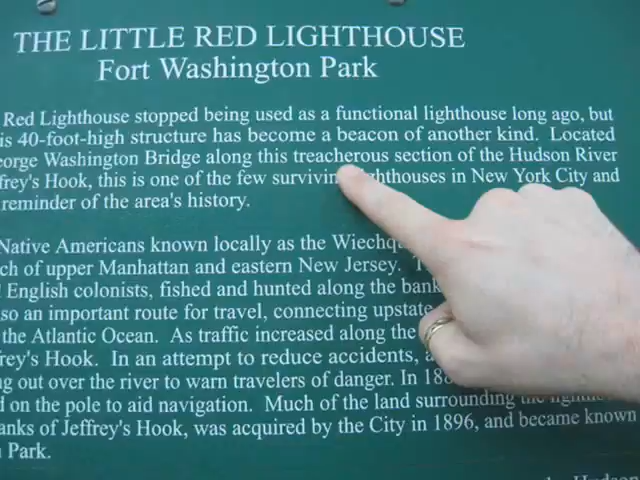 THE LITTLE RED LIGHTHOUSE
Fort Washington Park
Red Lighthouse stopped being used as a functional lighthouse long ago, but
is 40-foot-high structure has become a beacon of another kind. Located
eorge Washington Bridge along this treacherous section of the Hudson River
frey's Hook, this is one of the few survivin ghthouses in New York City and
reminder of the area's history.
Native Americans known locally as the Wiechq
ch of upper Manhattan and eastern New Jersey.
English colonists, fished and hunted along the bank
so an important route for travel, connecting upstate
the Atlantic Ocean. As traffic increased along the
frey's Hook. In an attempt to reduce accidents,
ng out over the river to warn travelers of danger. In 18
d on the pole to aid navigation. Much of the land surrounding the
anks of Jeffrey's Hook, was acquired by the City in 1896, and became known
Park.
Hudson